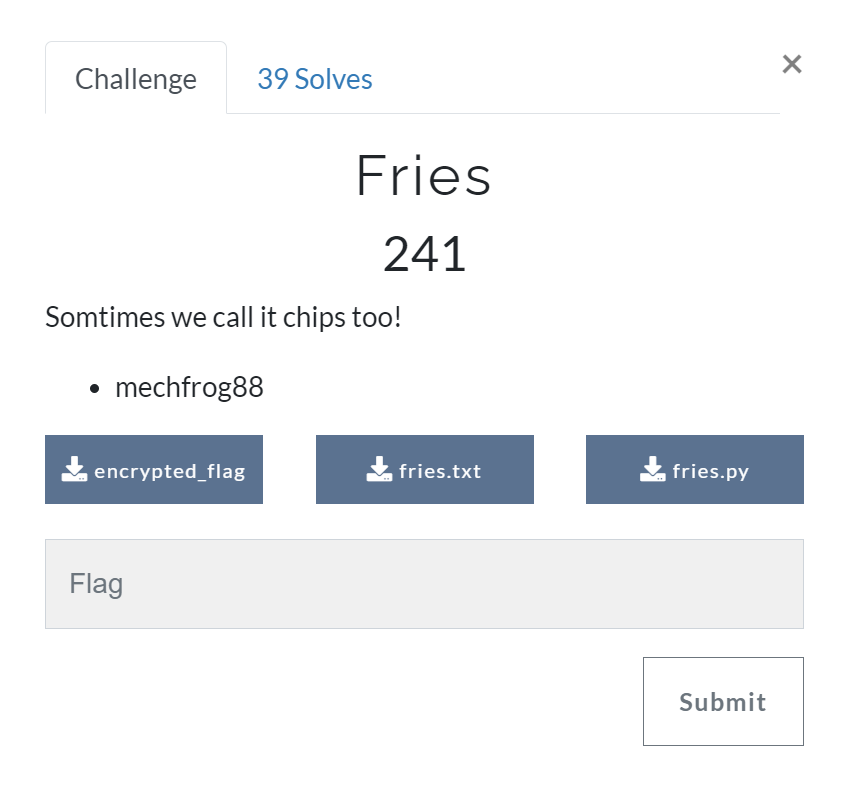 Challenge
39 Solves
×
Fries
241
Somtimes we call it chips too!
• mechfrog88
encrypted_flag
fries.txt
fries.py
Flag
Submit